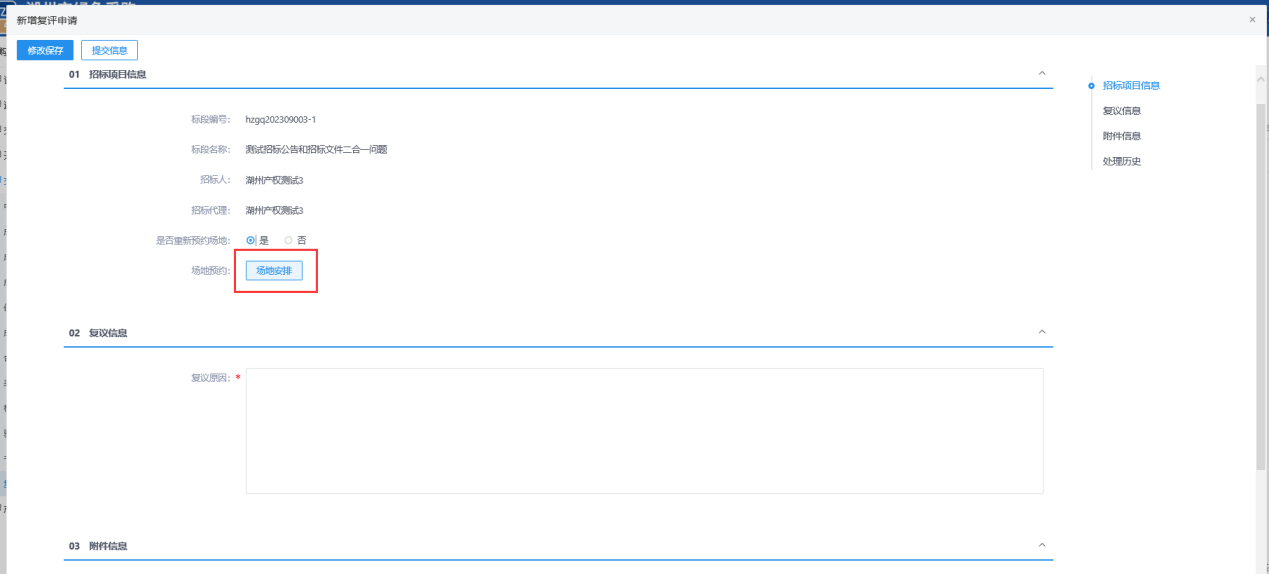 新增复评申请
×
修改保存 提交信息
01 招标项目信息
标段编号： hzgq202309003-1
标段名称： 测试招标公告和招标文件二合一问题
招标人： 湖州产权测试3
招标代理： 湖州产权测试3
是否重新预约场地： 是 否
场地预约： 场地安排
02 复议信息
复议原因： *
03 附件信息
招标项目信息
复议信息
附件信息
处理历史